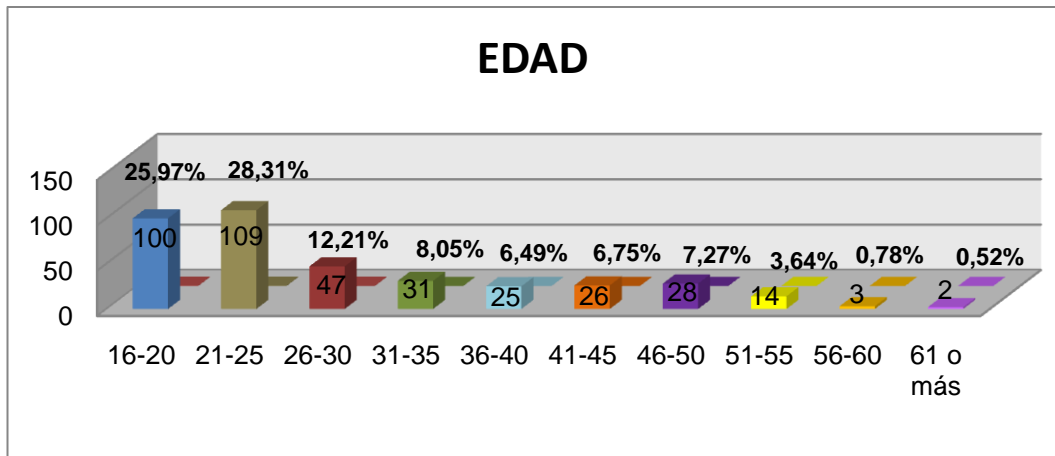 EDAD
25,97% 28,31% 12,21% 8,05% 6,49% 6,75% 7,27% 3,64% 0,78% 0,52%
150
100
50
0
100 109 47 31 25 26 28 14 3 2
16-20 21-25 26-30 31-35 36-40 41-45 46-50 51-55 56-60 61 o
más